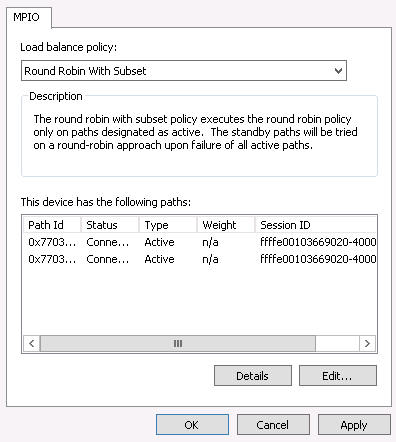 MPIO
Load balance policy:
Round Robin With Subset
Description
The round robin with subset policy executes the round robin policy
only on paths designated as active. The standby paths will be tried
on a round-robin approach upon failure of all active paths.
This device has the following paths:
Path Id Status Type Weight Session ID
0x7703... Conne... Active n/a ffffe00103669020-4000
0x7703... Conne... Active n/a ffffe00103669020-4000
Details Edit...
OK Cancel Apply